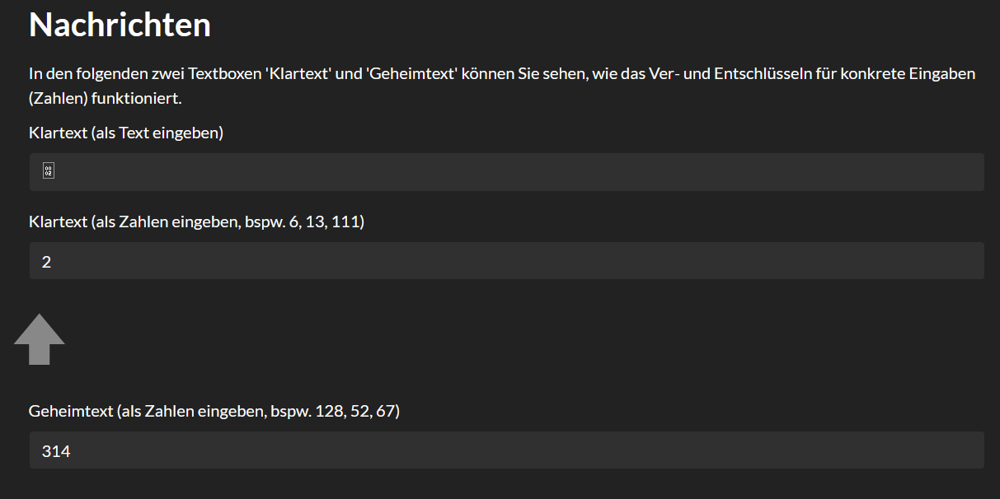 Nachrichten
In den folgenden zwei Textboxen 'Klartext' und 'Geheimtext' können Sie sehen, wie das Ver- und Entschlüsseln für konkrete Eingaben
(Zahlen) funktioniert.
Klartext (als Text eingeben)
Klartext (als Zahlen eingeben, bspw. 6, 13, 111)
2
Geheimtext (als Zahlen eingeben, bspw. 128, 52, 67)
314